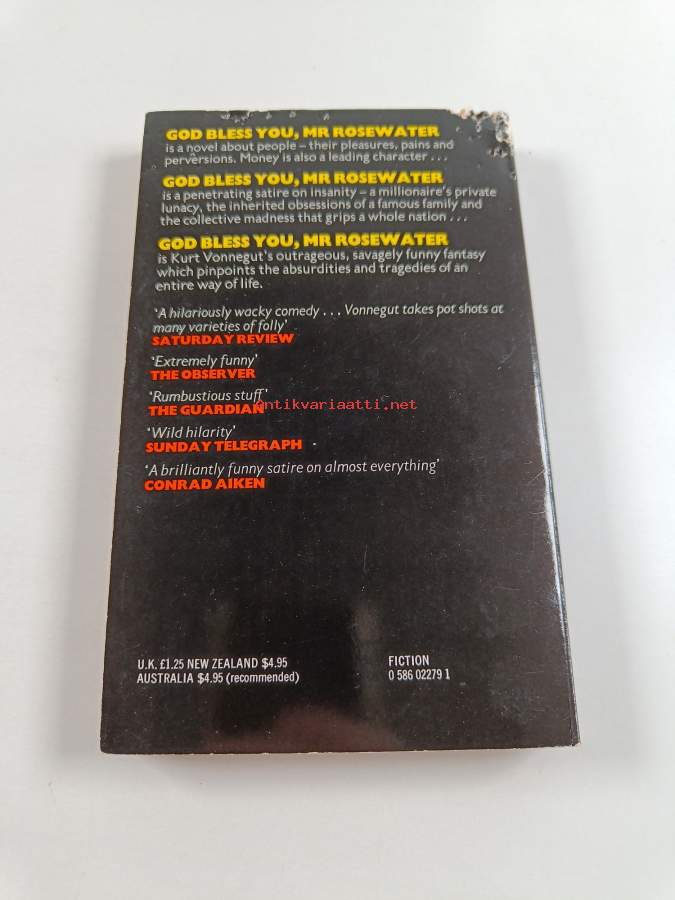 GOD BLESS YOU, MR ROSEWATER
is a novel about people – their pleasures, pains and
perversions. Money is also a leading character . . .
GOD BLESS YOU, MR ROSEWATER
is a penetrating satire on insanity – a millionaire's private
lunacy, the inherited obsessions of a famous family and
the collective madness that grips a whole nation . . .
GOD BLESS YOU, MR ROSEWATER
is Kurt Vonnegut's outrageous, savagely funny fantasy
which pinpoints the absurdities and tragedies of an
entire way of life.
'A hilariously wacky comedy . . . Vonnegut takes pot shots at
many varieties of folly'
SATURDAY REVIEW
'Extremely funny'
THE OBSERVER
'Rumbustious stuff'
antikvariaatti.net
THE GUARDIAN
'Wild hilarity'
SUNDAY TELEGRAPH
'A brilliantly funny satire on almost everything'
CONRAD AIKEN
U.K. £1.25 NEW ZEALAND $4.95
AUSTRALIA $4.95 (recommended)
FICTION
0 586 02279 1